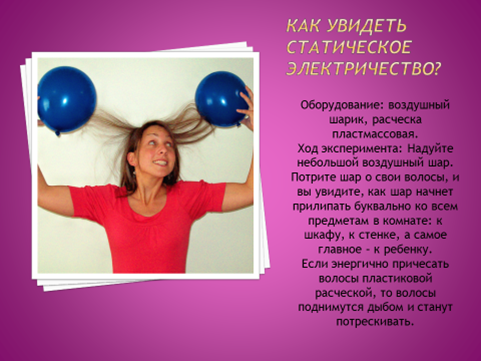 КАК УВИДЕТЬ
СТАТИЧЕСКОЕ
ЭЛЕКТРИЧЕСТВО?
Оборудование: воздушный
шарик, расческа
пластмассовая.
Ход эксперимента: Надуйте
небольшой воздушный шар.
Потрите шар о свои волосы, и
вы увидите, как шар начнет
прилипать буквально ко всем
предметам в комнате: к
шкафу, к стенке, а самое
главное - к ребенку.
Если энергично причесать
волосы пластиковой
расческой, то волосы
поднимутся дыбом и станут
потрескивать.